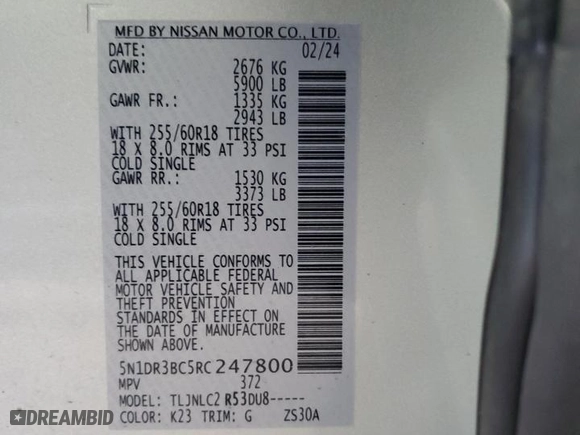 MFD BY NISSAN MOTOR CO., LTD.
DATE: 02/24
GVWR: 2676 KG
5900 LB
GAWR FR.: 1335 KG
2943 LB
WITH 255/60R18 TIRES
18 X 8.0 RIMS AT 33 PSI
COLD SINGLE
GAWR RR.: 1530 KG
3373 LB
WITH 255/60R18 TIRES
18 X 8.0 RIMS AT 33 PSI
COLD SINGLE
THIS VEHICLE CONFORMS TO
ALL APPLICABLE FEDERAL
MOTOR VEHICLE SAFETY AND
THEFT PREVENTION
STANDARDS IN EFFECT ON
THE DATE OF MANUFACTURE
SHOWN ABOVE.
5N1DR3BC5RC247800
MPV 372
MODEL: TLJNLC2 R53DU8-----
COLOR: K23 TRIM: G ZS30A
DREAMBID